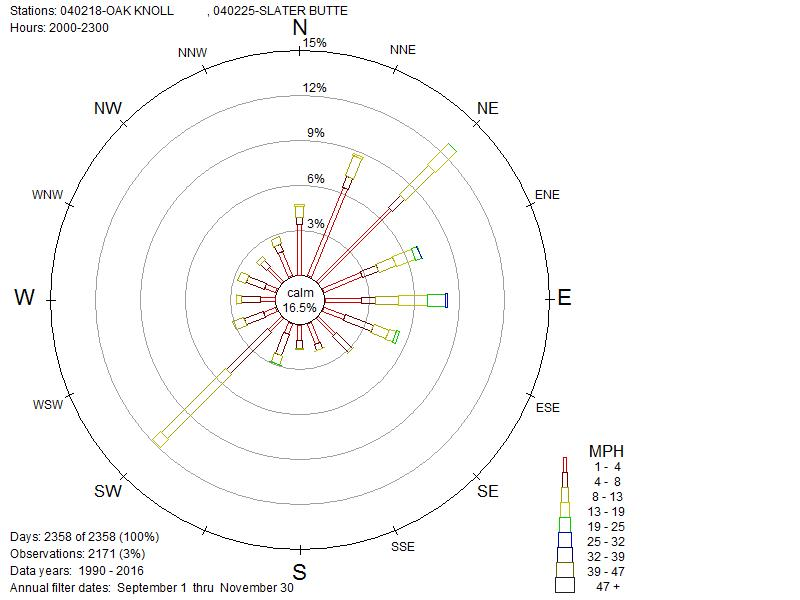 Stations: 040218-OAK KNOLL , 040225-SLATER BUTTE
Hours: 2000-2300
N
15%
NNW
NNE
12%
NW
NE
9%
6%
WNW
ENE
3%
calm
W
E
16.5%
WSW
ESE
MPH
1 - 4
4 - 8
SW
SE
8 - 13
13 - 19
19 - 25
Days: 2358 of 2358 (100%)
25 - 32
SSE
Observations: 2171 (3%)
32 - 39
Data years: 1990 - 2016
S
39 - 47
Annual filter dates: September 1 thru November 30
47 +